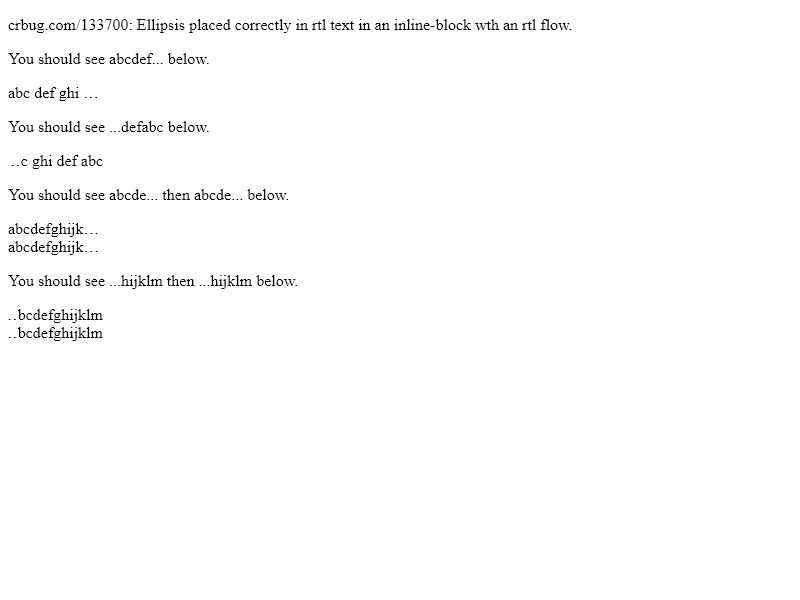 crbug.com/133700: Ellipsis placed correctly in rtl text in an inline-block wth an rtl flow.
You should see abcdef... below.
abc def ghi …
You should see ...defabc below.
..c ghi def abc
You should see abcde... then abcde... below.
abcdefghijk…
abcdefghijk…
You should see ...hijklm then ...hijklm below.
..bcdefghijklm
..bcdefghijklm